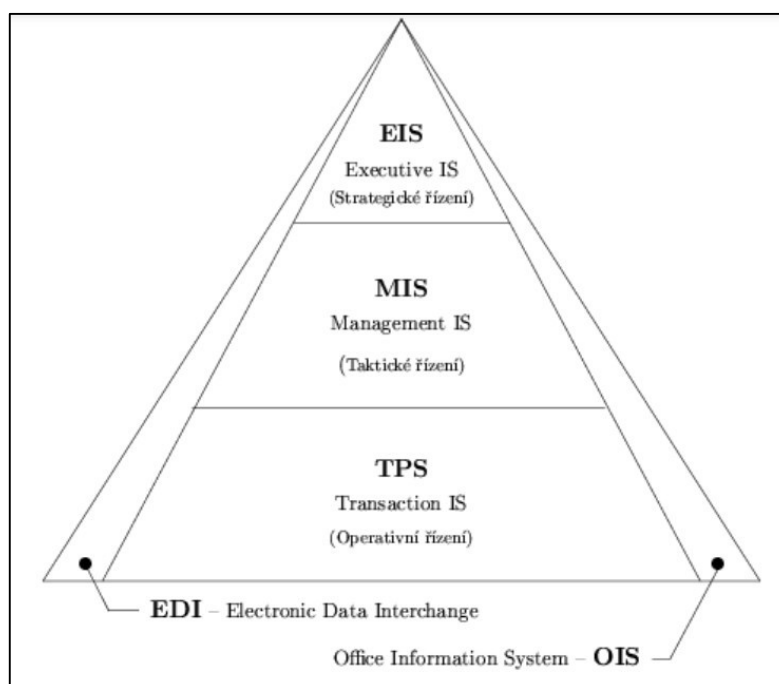 EIS
Executive IS
(Strategické řízení)
MIS
Management IS
(Taktické řízení)
TPS
Transaction IS
(Operativní řízení)
EDI – Electronic Data Interchange
Office Information System – OIS